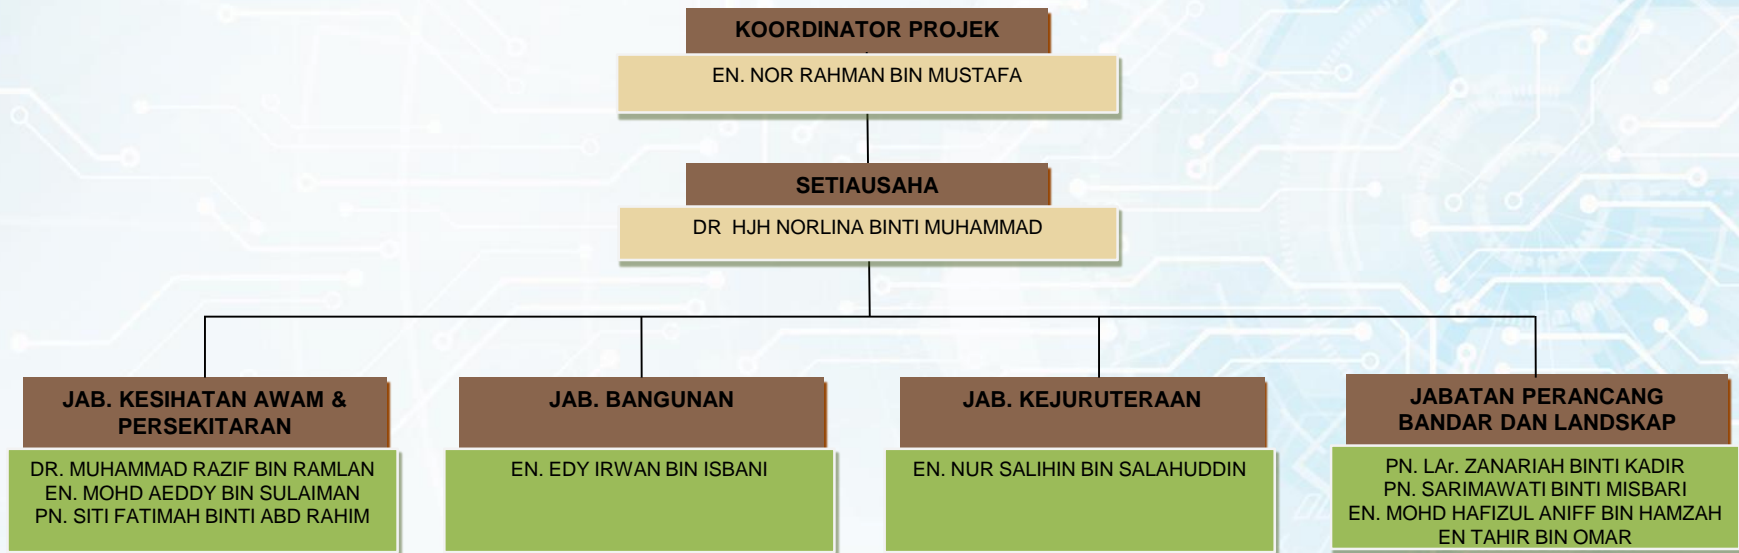 KOORDINATOR PROJEK
EN. NOR RAHMAN BIN MUSTAFA
SETIAUSAHA
DR HJH NORLINA BINTI MUHAMMAD
JAB. KESIHATAN AWAM &
PERSEKITARAN
DR. MUHAMMAD RAZIF BIN RAMLAN
EN. MOHD AEDDY BIN SULAIMAN
PN. SITI FATIMAH BINTI ABD RAHIM
JAB. BANGUNAN
EN. EDY IRWAN BIN ISBANI
JAB. KEJURUTERAAN
EN. NUR SALIHIN BIN SALAHUDDIN
JABATAN PERANCANG
BANDAR DAN LANDSKAP
PN. LAr. ZANARIAH BINTI KADIR
PN. SARIMAWATI BINTI MISBARI
EN. MOHD HAFIZUL ANIFF BIN HAMZAH
EN TAHIR BIN OMAR